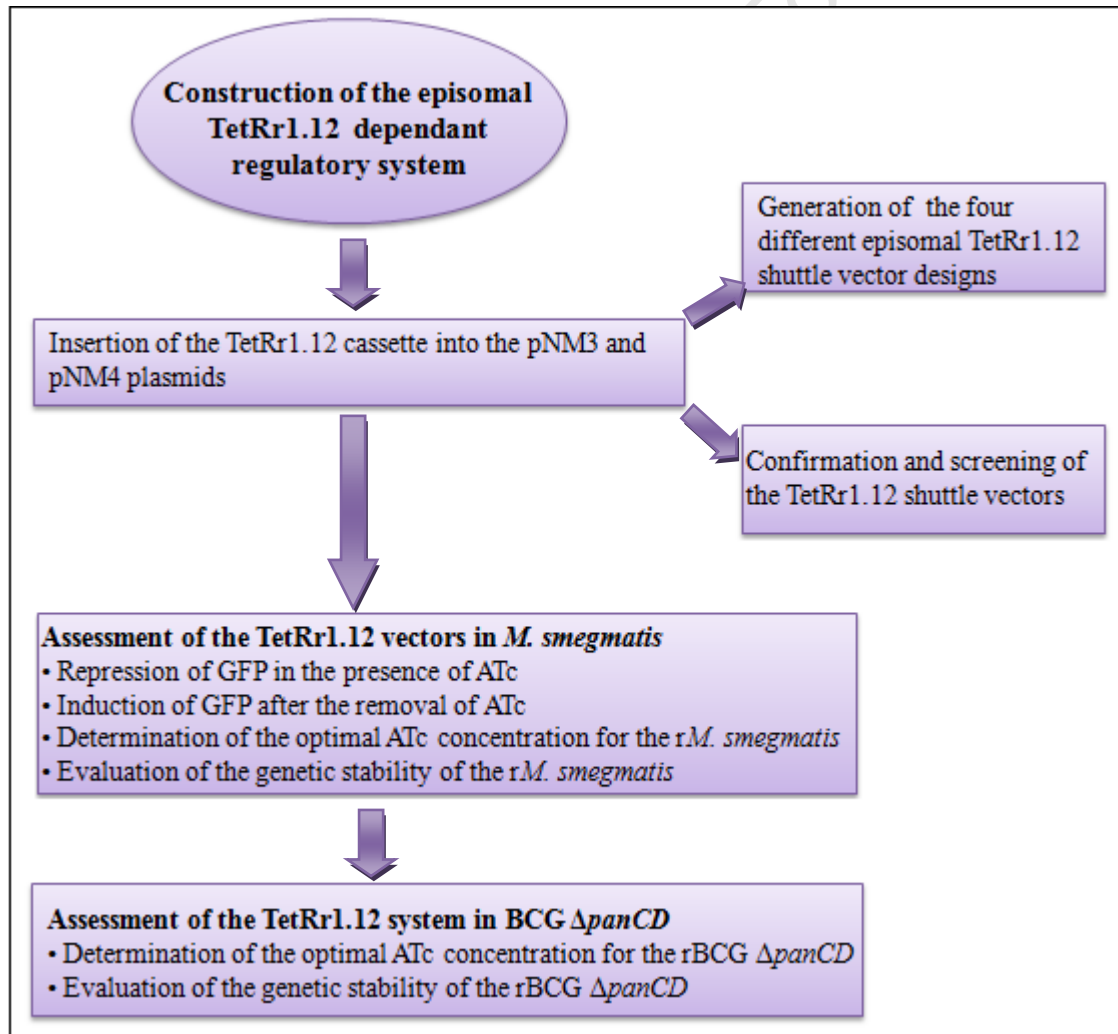 Construction of the episomal
TetRr1.12 dependant
regulatory system
Generation of the four
different episomal TetRr1.12
shuttle vector designs
Insertion of the TetRr1.12 cassette into the pNM3 and
pNM4 plasmids
Confirmation and screening of
the TetRr1.12 shuttle vectors
Assessment of the TetRr1.12 vectors in M. smegmatis
• Repression of GFP in the presence of ATc
• Induction of GFP after the removal of ATc
• Determination of the optimal ATc concentration for the rM. smegmatis
• Evaluation of the genetic stability of the rM. smegmatis
Assessment of the TetRr1.12 system in BCG ΔpanCD
• Determination of the optimal ATc concentration for the rBCG ΔpanCD
• Evaluation of the genetic stability of the rBCG ΔpanCD